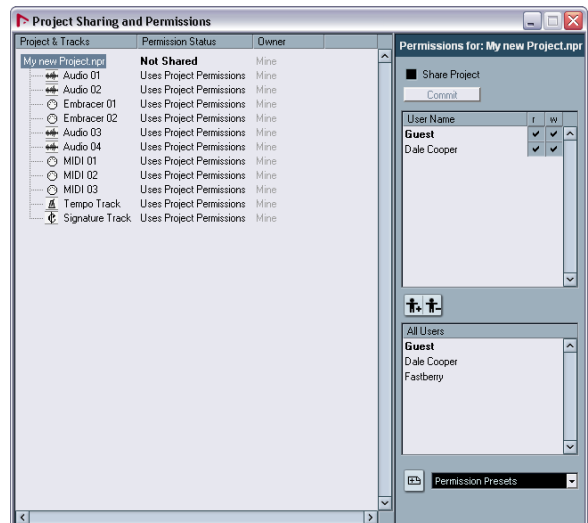 Project Sharing and Permissions
Project & Tracks Permission Status Owner
My new Project.npr Not Shared Mine
Audio 01 Uses Project Permissions Mine
Audio 02 Uses Project Permissions Mine
Embracer 01 Uses Project Permissions Mine
Embracer 02 Uses Project Permissions Mine
Audio 03 Uses Project Permissions Mine
Audio 04 Uses Project Permissions Mine
MIDI 01 Uses Project Permissions Mine
MIDI 02 Uses Project Permissions Mine
MIDI 03 Uses Project Permissions Mine
Tempo Track Uses Project Permissions Mine
Signature Track Uses Project Permissions Mine
Permissions for: My new Project.npr
Share Project
Commit
User Name r w
Guest
Dale Cooper
All Users
Guest
Dale Cooper
Fastberry
Permission Presets